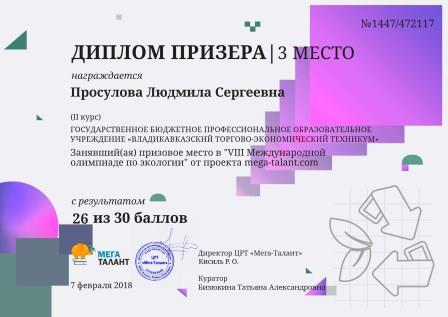 №1447/472117
ДИПЛОМ ПРИЗЕРА|3 МЕСТО
награждается
Просулова Людмила Сергеевна
(II курс)
ГОСУДАРСТВЕННОЕ БЮДЖЕТНОЕ ПРОФЕССИОНАЛЬНОЕ ОБРАЗОВАТЕЛЬНОЕ
УЧРЕЖДЕНИЕ «ВЛАДИКАВКАЗСКИЙ ТОРГОВО-ЭКОНОМИЧЕСКИЙ ТЕХНИКУМ»
Занявший(ая) призовое место в "VIII Международной
олимпиаде по экологии" от проекта mega-talant.com
с результатом
26 из 30 баллов
МЕГА
ТАЛАНТ
ЦРТ
«Мега-Талант»
Директор ЦРТ «Мега-Талант»
Кисиль Р. О.
7 февраля 2018
Куратор
Бизюкина Татьяна Александровна